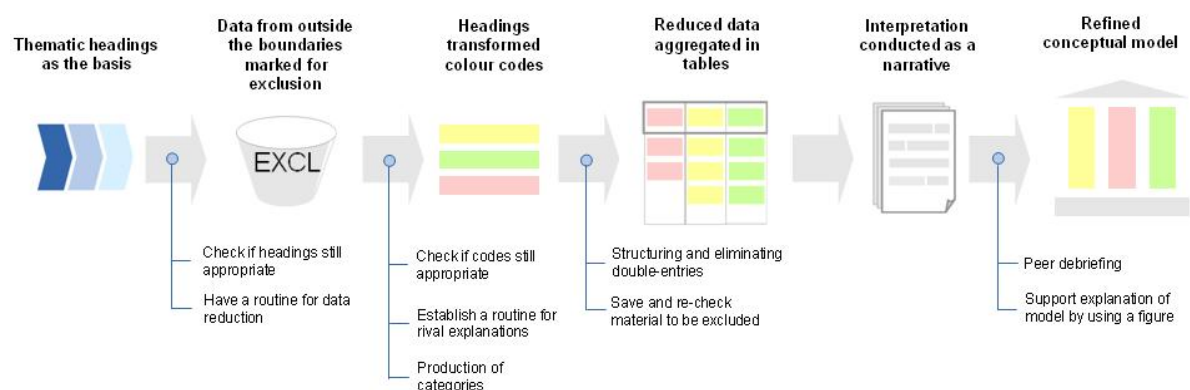 Thematic headings
as the basis
Data from outside
the boundaries
marked for
exclusion
Headings
transformed
colour codes
Reduced data
aggregated in
tables
Interpretation
conducted as a
narrative
Refined
conceptual model
EXCL
Check if headings still
appropriate
Have a routine for data
reduction
Check if codes still
appropriate
Establish a routine for
rival explanations
Production of
categories
Structuring and eliminating
double-entries
Save and re-check
material to be excluded
Peer debriefing
Support explanation of
model by using a figure